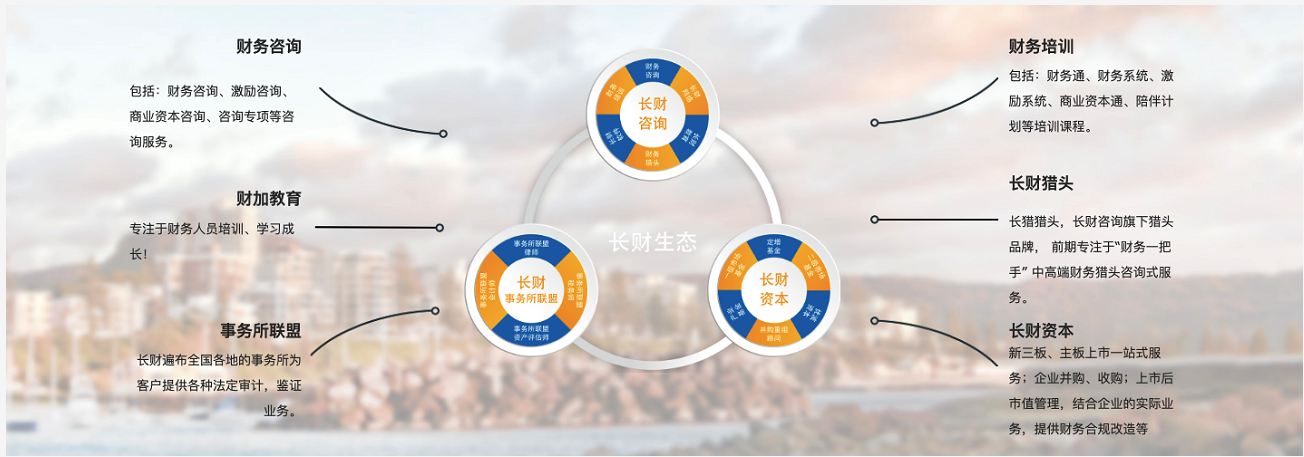 财务咨询
包括：财务咨询、激励咨询、
商业资本咨询、咨询专项等咨
询服务。
财加教育
专注于财务人员培训、学习成
长！
事务所联盟
长财遍布全国各地的事务所为
客户提供各种法定审计，鉴证
业务。
财务
咨询
长财
咨询
财务
猎头
长财生态
事务所联盟
律师
长财
事务所联盟
事务所联盟
会计师
事务所联盟
资产评估师
定增
基金
长财
资本
并购重组
顾问
财务培训
包括：财务通、财务系统、激
励系统、商业资本通、陪伴计
划等培训课程。
长财猎头
长猎猎头，长财咨询旗下猎头
品牌， 前期专注于“财务一把
手” 中高端财务猎头咨询式服
务。
长财资本
新三板、主板上市一站式服
务；企业并购、收购；上市后
市值管理，结合企业的实际业
务，提供财务合规改造等